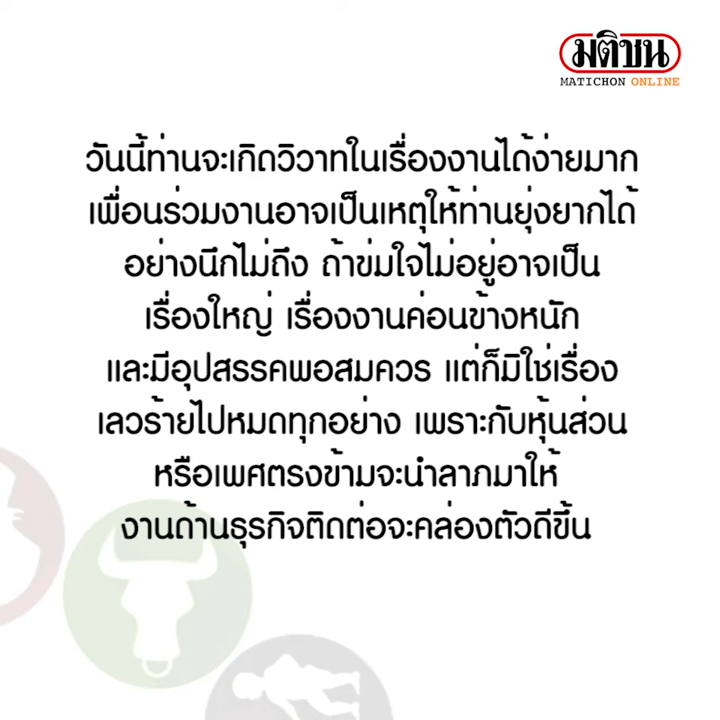 มติชน
MATICHON ONLINE
วันนี้ท่านจะเกิดวิวาทในเรื่องงานได้ง่ายมาก
เพื่อนร่วมงานอาจเป็นเหตุให้ท่านยุ่งยากได้
อย่างนึกไม่ถึง ถ้าข่มใจไม่อยู่อาจเป็น
เรื่องใหญ่ เรื่องงานค่อนข้างหนัก
และมีอุปสรรคพอสมควร แต่ก็มิใช่เรื่อง
เลวร้ายไปหมดทุกอย่าง เพราะกับหุ้นส่วน
หรือเพศตรงข้ามจะนำลาภมาให้
งานด้านธุรกิจติดต่อจะคล่องตัวดีขึ้น